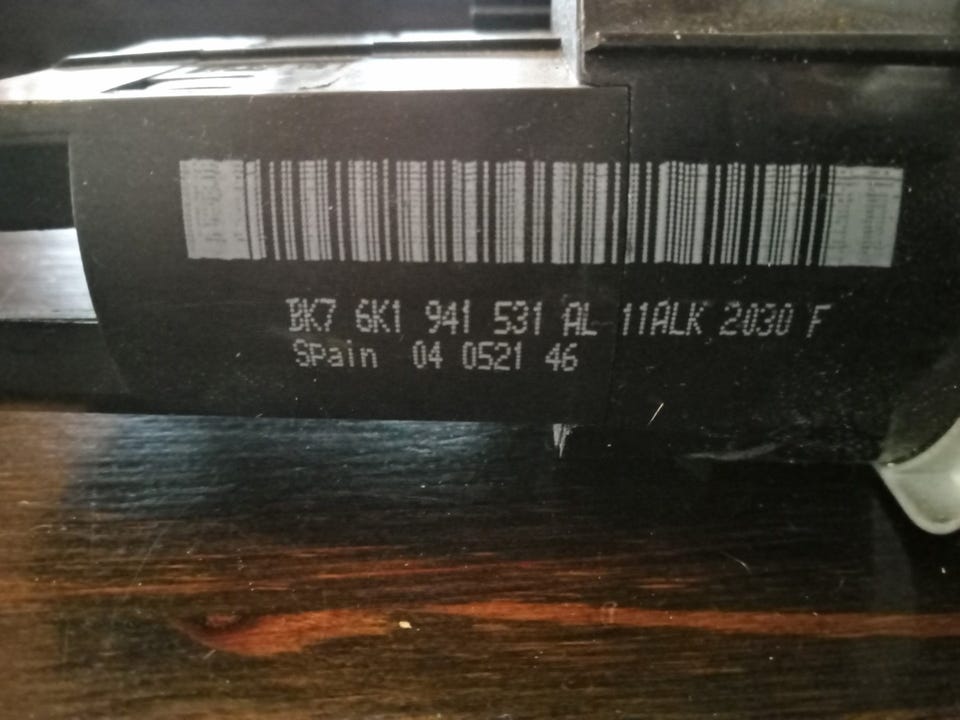 BK7 6K1 941 531 AL 11ALK 2030 F
Spain 04 0521 46